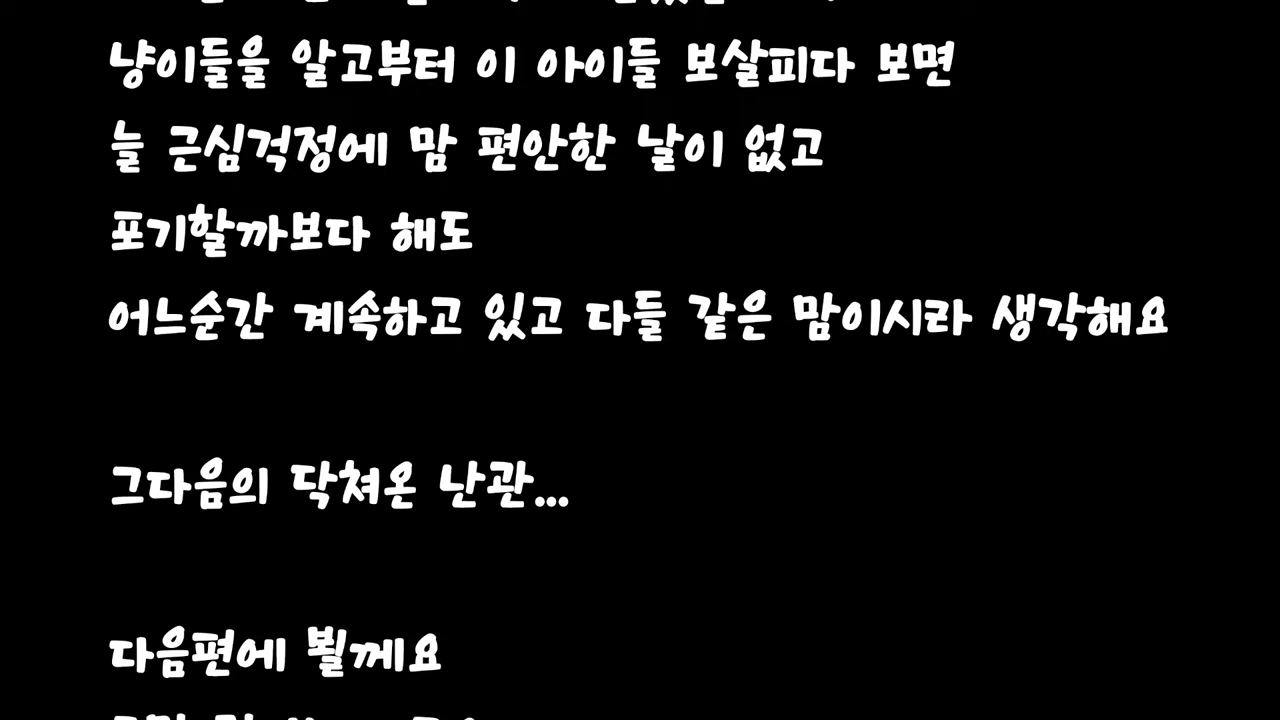 냥이들을 알고부터 이 아이들 보살피다 보면
늘 근심걱정에 맘 편안한 날이 없고
포기할까보다 해도
어느순간 계속하고 있고 다들 같은 맘이시라 생각해요
그다음의 닥쳐온 난관...
다음편에 뵐께요